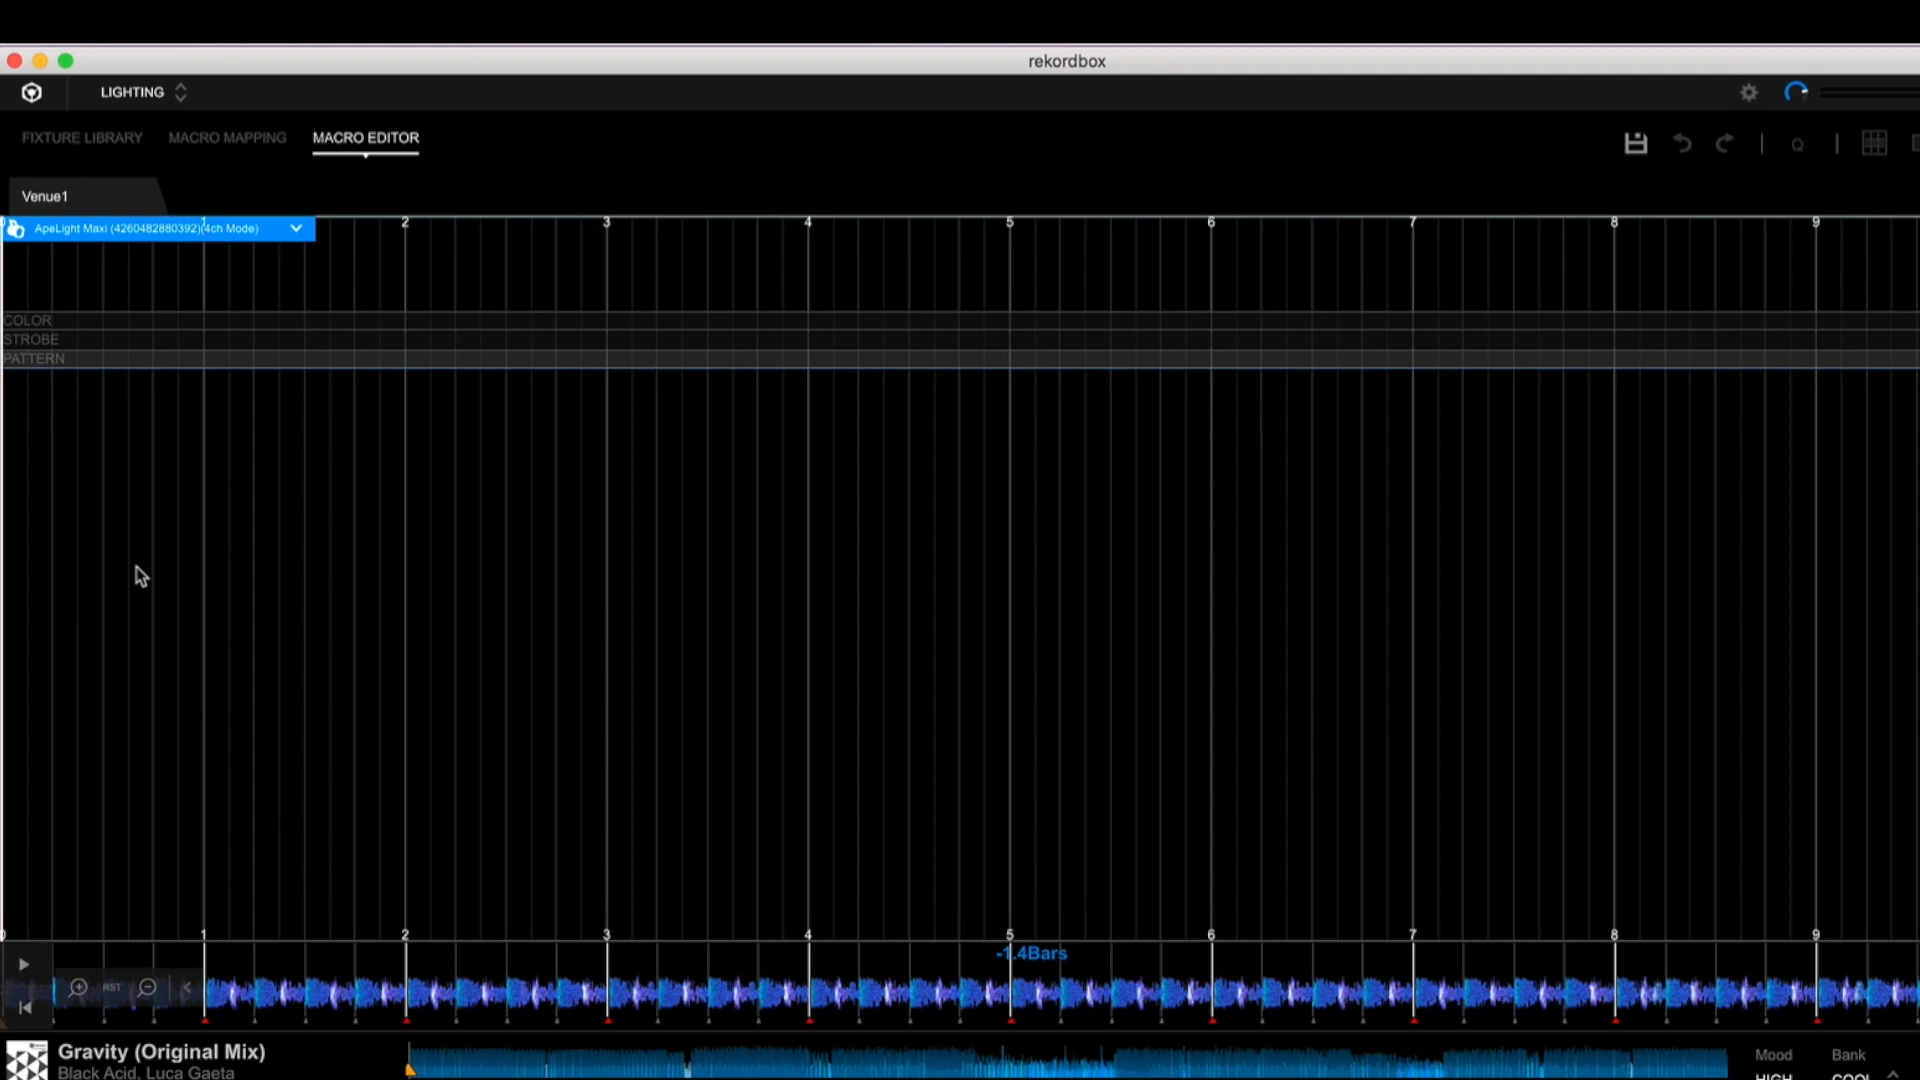 rekordbox
LIGHTING
FIXTURE LIBRARY MACRO MAPPING MACRO EDITOR
Q
Venue1
1 2 3 4 5 6 7 8 9
ApeLight Maxi (4260482880392)(4ch Mode)
COLOR
STROBE
PATTERN
1 2 3 4 5 6 7 8 9
-1.4Bars
RST
Gravity (Original Mix)
Mood Bank
Black Acid, Luca Gaeta
HIGH COOL